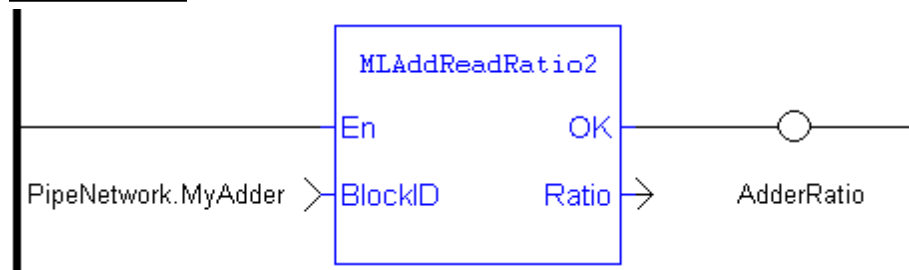 MLAddReadRatio2
En OK
PipeNetwork.MyAdder BlockID Ratio AdderRatio